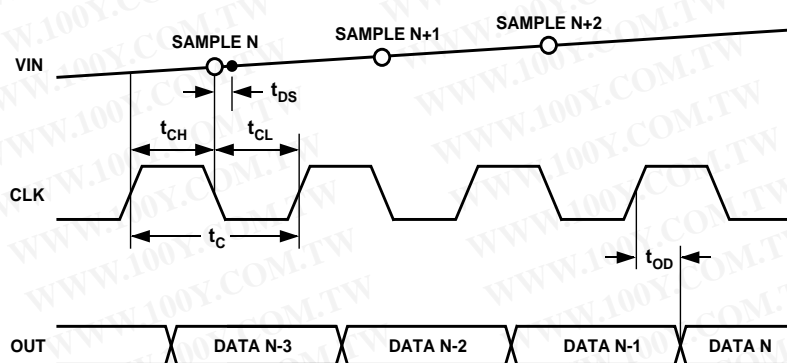 SAMPLE N
SAMPLE N+1
SAMPLE N+2
VIN
tDS
tCH
tCL
CLK
tC
tOD
OUT
DATA N-3
DATA N-2
DATA N-1
DATA N
WWW.100Y.COM.TW